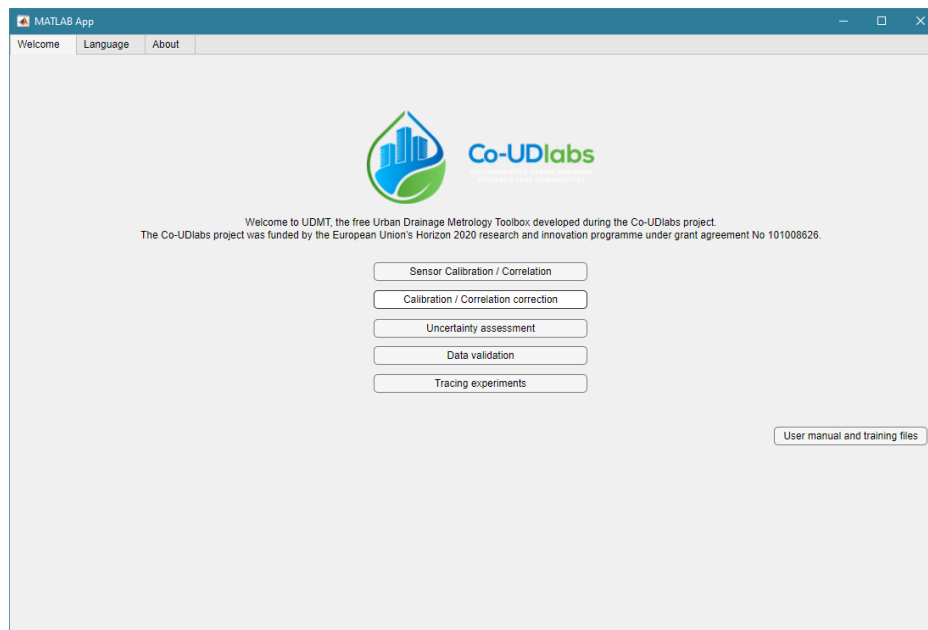 MATLAB App
Welcome Language About
Co-UDlabs
Welcome to UDMT, the free Urban Drainage Metrology Toolbox developed during the Co-UDlabs project.
The Co-UDlabs project was funded by the European Union's Horizon 2020 research and innovation programme under grant agreement No 101008626.
Sensor Calibration / Correlation
Calibration / Correlation correction
Uncertainty assessment
Data validation
Tracing experiments
User manual and training files